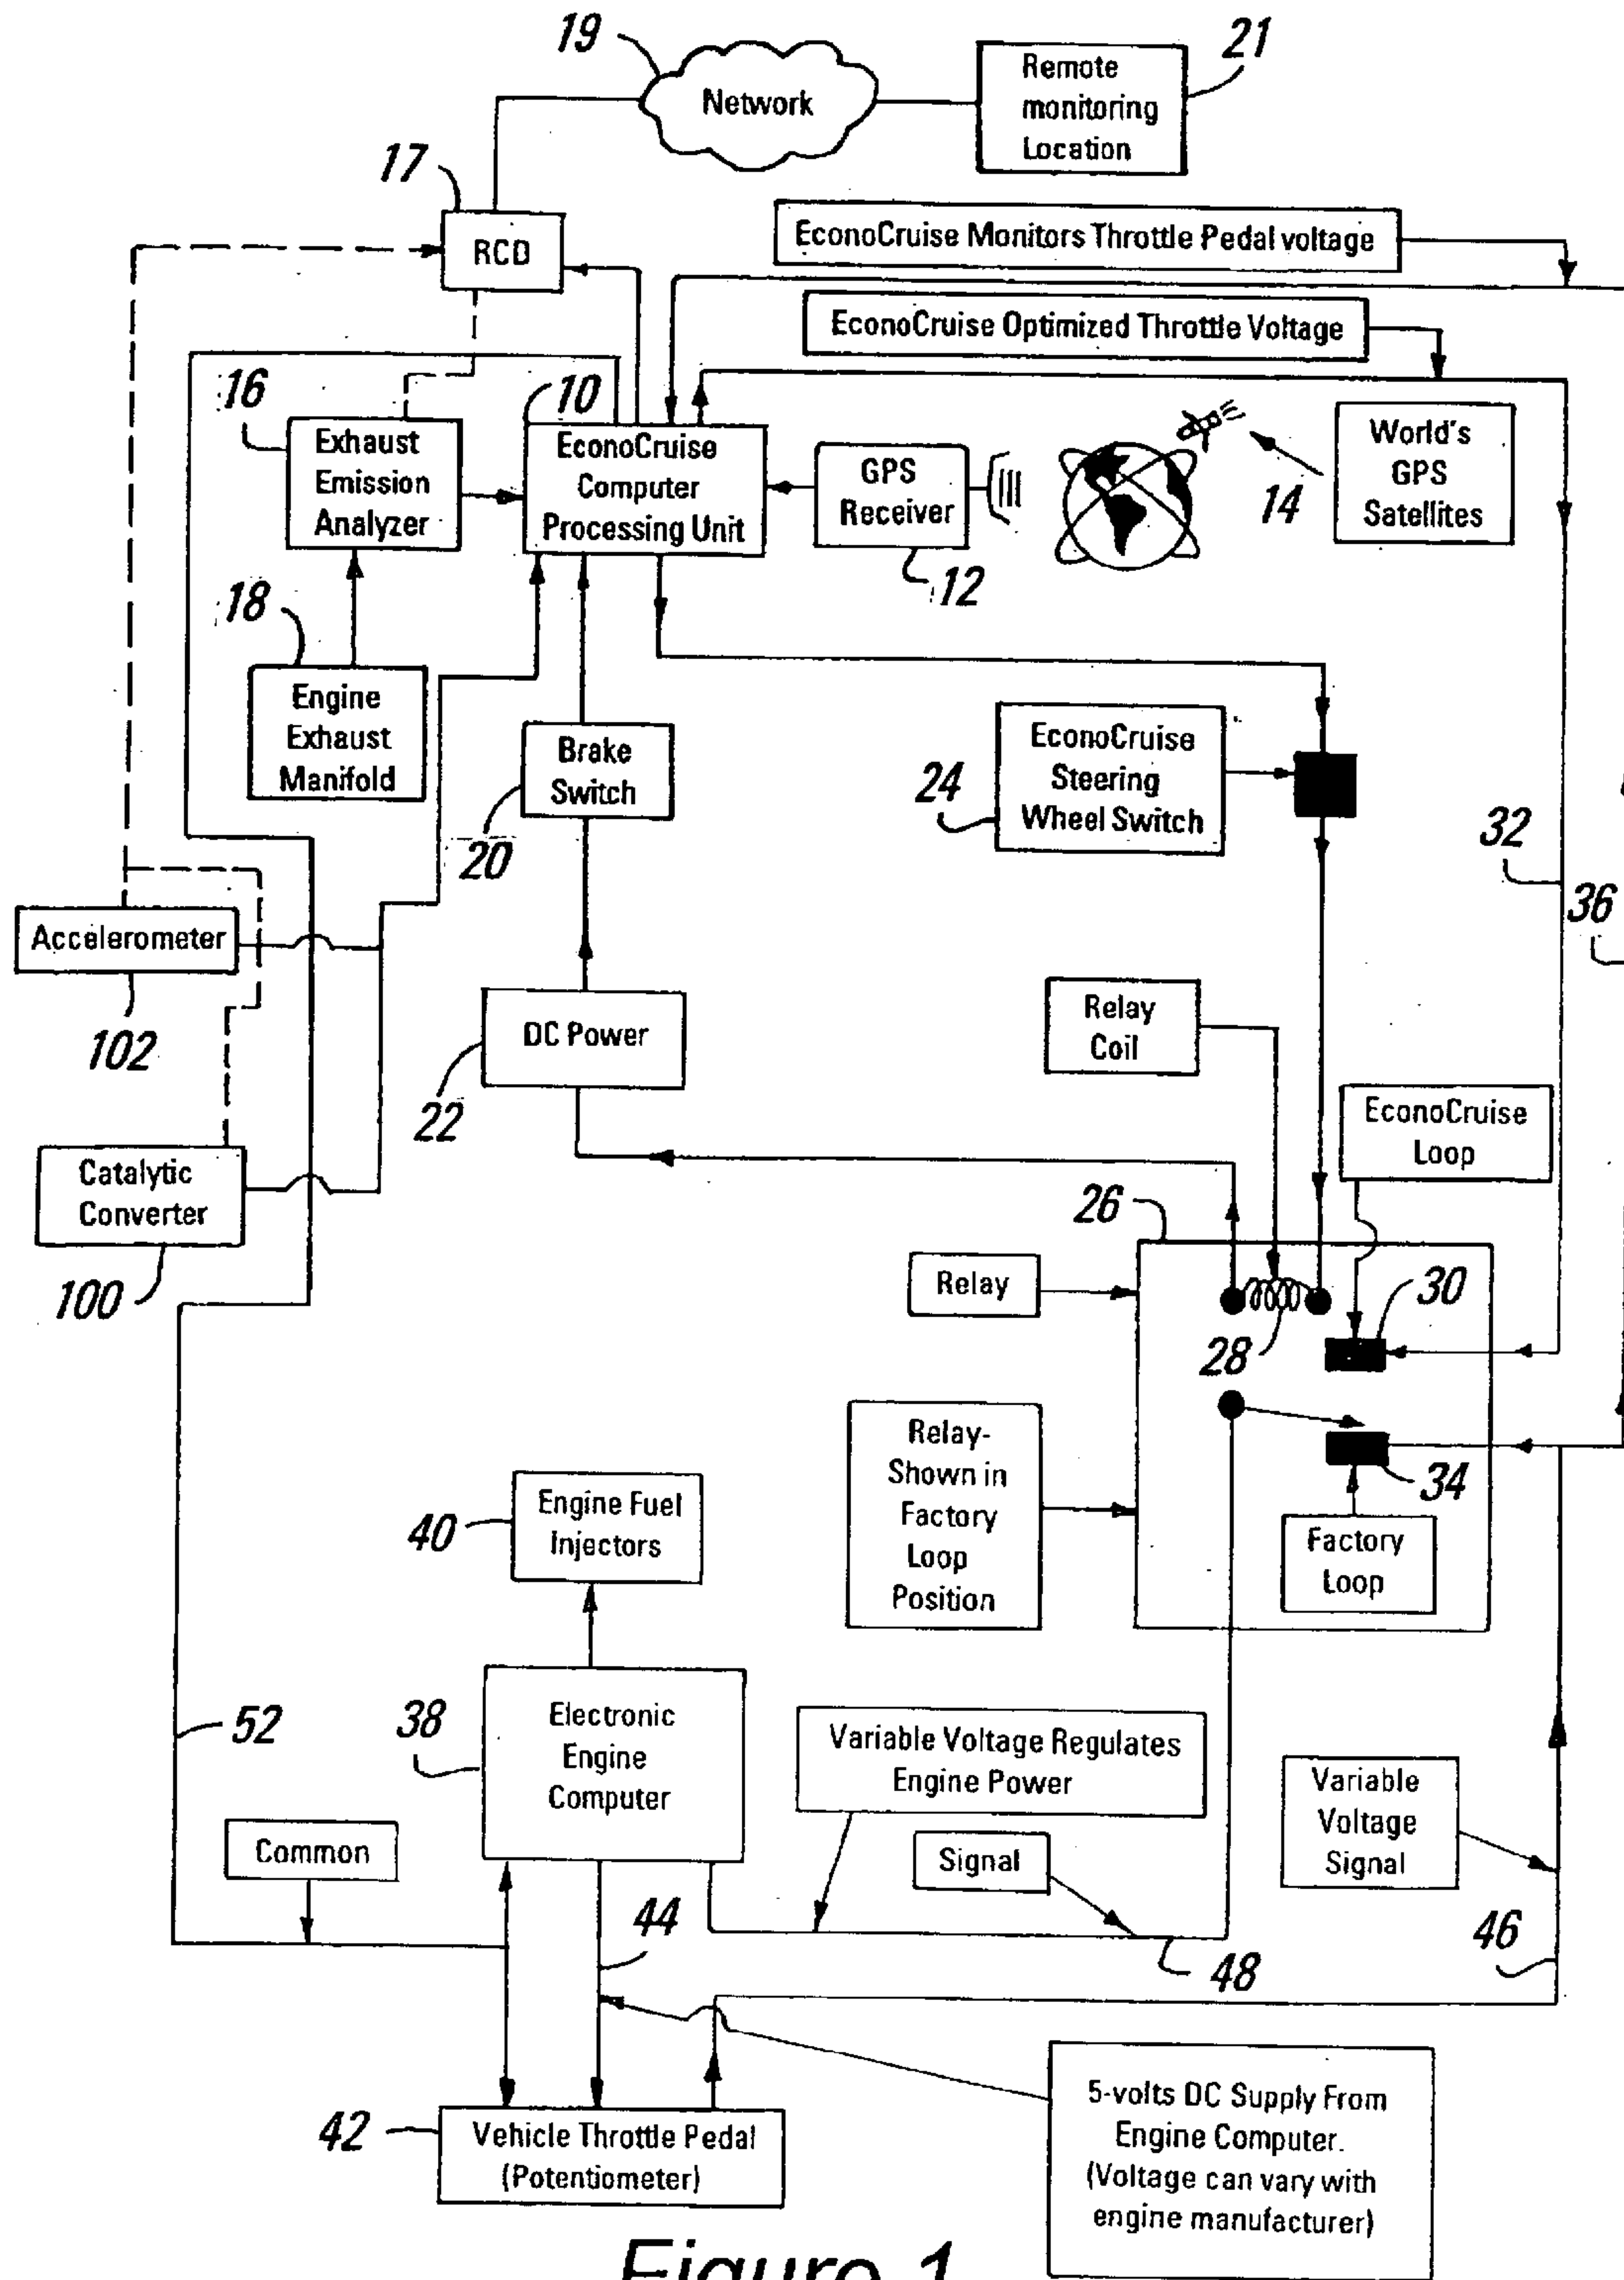 19
Network
Remote
monitoring
Location
21
17
RCD
EconoCruise Monitors Throttle Pedal voltage
EconoCruise Optimized Throttle Voltage
16
Exhaust
Emission
Analyzer
10
EconoCruise
Computer
Processing Unit
GPS
Receiver
12
14
World's
GPS
Satellites
18
Engine
Exhaust
Manifold
Brake
Switch
20
24
EconoCruise
Steering
Wheel Switch
32
36
Accelerometer
102
DC Power
22
Relay
Coil
EconoCruise
Loop
Catalytic
Converter
100
26
Relay
28
30
Relay-
Shown in
Factory
Loop
Position
34
Factory
Loop
40
Engine Fuel
Injectors
52
38
Electronic
Engine
Computer
Variable Voltage Regulates
Engine Power
Variable
Voltage
Signal
Common
Signal
44
48
46
42
Vehicle Throttle Pedal
(Potentiometer)
5-volts DC Supply From
Engine Computer.
(Voltage can vary with
engine manufacturer)
Figure 1